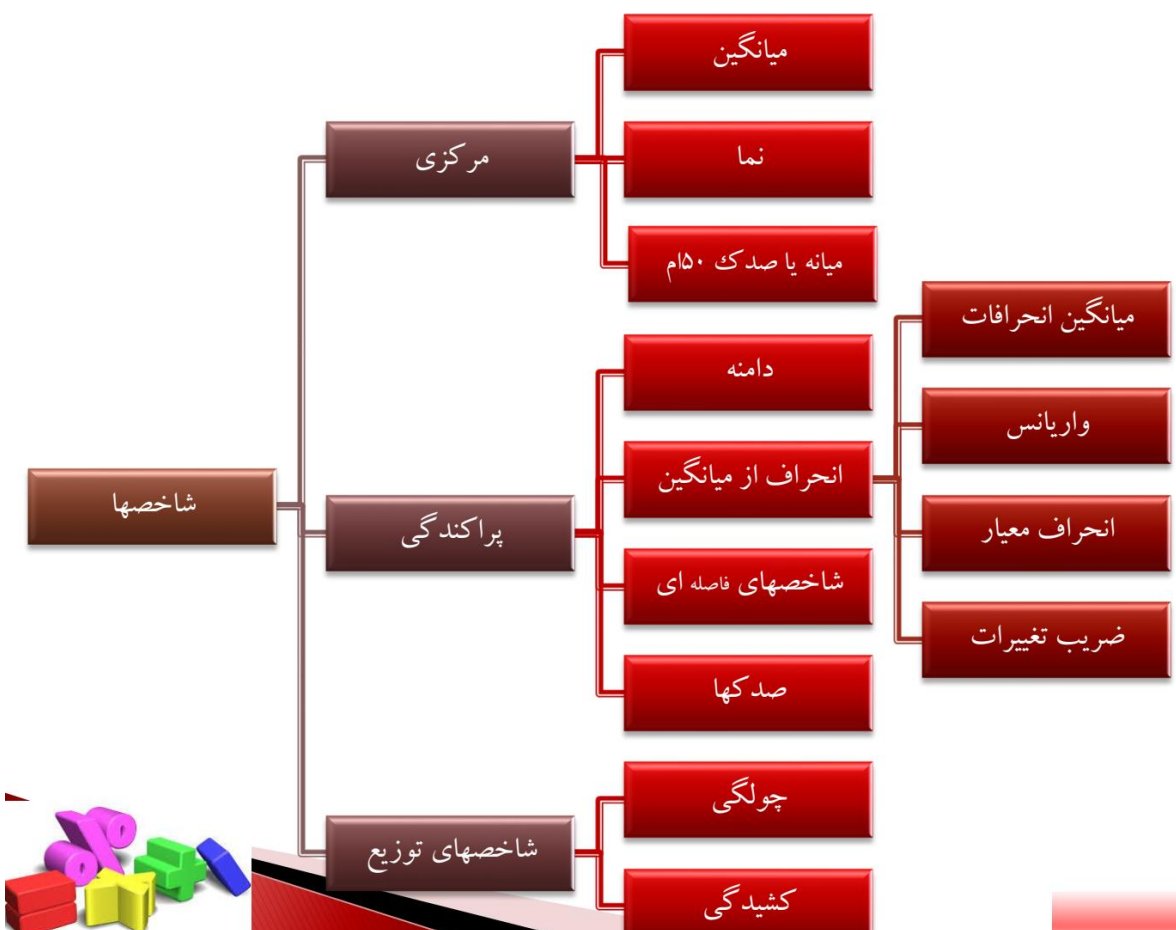 شاخصها
مرکزی
میانگین
نما
میانه یا صدک ۵۰ام
پراکندگی
دامنه
انحراف از میانگین
میانگین انحرافات
واریانس
انحراف معیار
ضریب تغییرات
شاخصهای فاصله ای
صدکها
شاخصهای توزیع
چولگی
کشیدگی